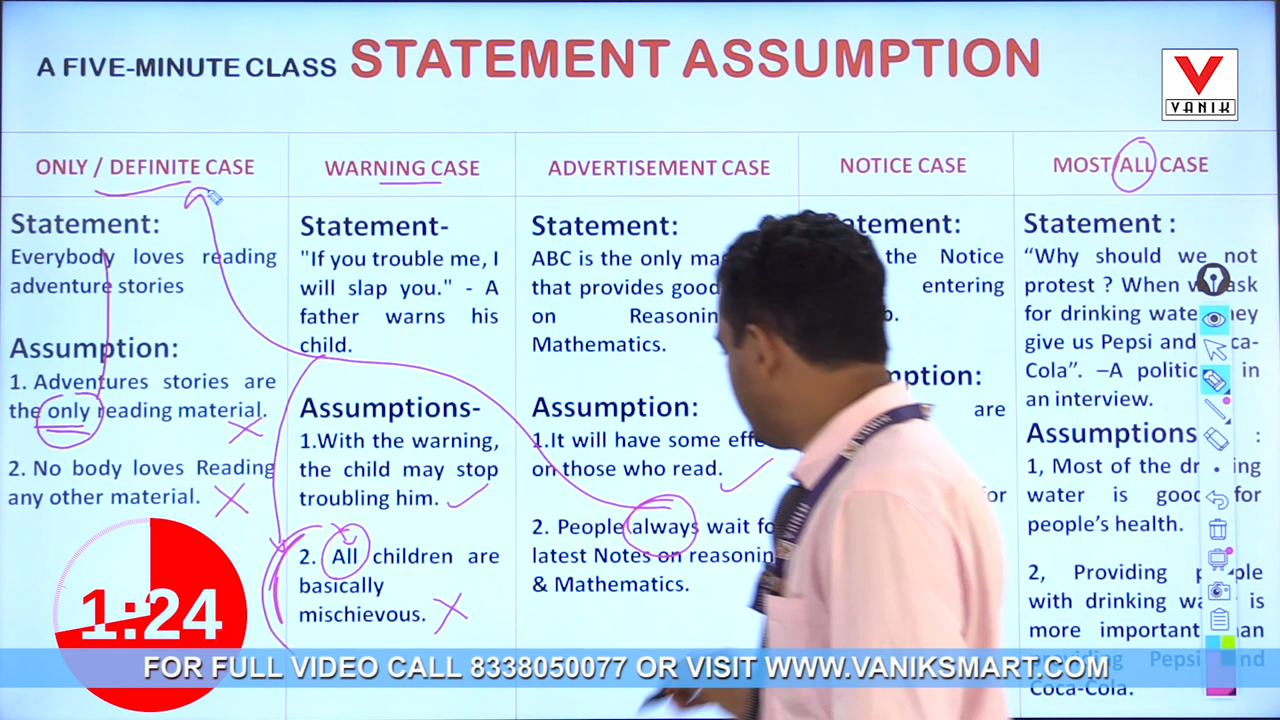 A FIVE-MINUTE CLASS STATEMENT ASSUMPTION
VANIK
ONLY / DEFINITE CASE
Statement:
Everybody loves reading
adventure stories
Assumption:
1. Adventures stories are
the only reading material.
2. No body loves Reading
any other material.
1:24
WARNING CASE
Statement-
"If you trouble me, I
will slap you." - A
father warns his
child.
Assumptions-
1.With the warning,
the child may stop
troubling him.
2. All children are
basically
mischievous.
ADVERTISEMENT CASE
Statement:
ABC is the only
that provides good
on
Mathematics.
Assumption:
1.It will have some
on those who read.
2. People always wait
latest Notes on
& Mathematics.
NOTICE CASE
the Notice
entering
are
MOST ALL CASE
Statement :
“Why should we not
protest ? When ask
for drinking
give us Pepsi and
Cola”. –A in
an interview.
Assumptions :
1, Most of the
water is good for
people’s health.
2, Providing
with drinking is
more important
providing Pepsi and
Coca-Cola.
FOR FULL VIDEO CALL 8338050077 OR VISIT WWW.VANIKSMART.COM